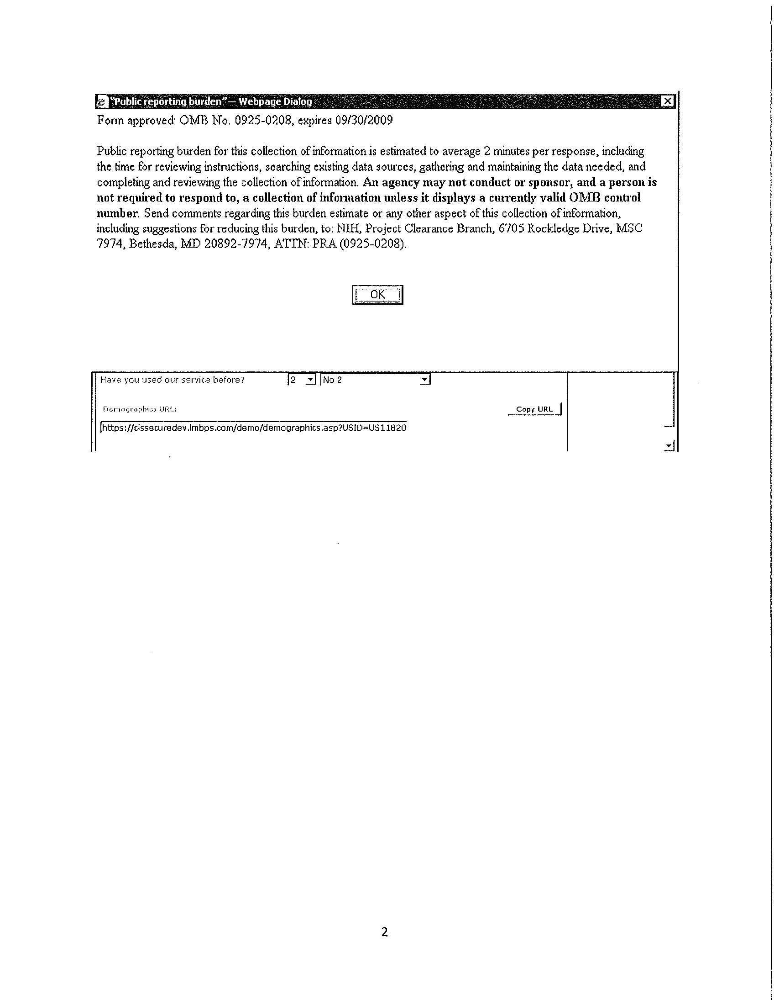 "Public reporting burden" -- Webpage Dialog
Form approved: OMB No. 0925-0208, expires 09/30/2009
Public reporting burden for this collection of information is estimated to average 2 minutes per response, including
the time for reviewing instructions, searching existing data sources, gathering and maintaining the data needed, and
completing and reviewing the collection of information. An agency may not conduct or sponsor, and a person is
not required to respond to, a collection of information unless it displays a currently valid OMB control
number. Send comments regarding this burden estimate or any other aspect of this collection of information,
including suggestions for reducing this burden, to: NIH, Project Clearance Branch, 6705 Rockledge Drive, MSC
7974, Bethesda, MD 20892-7974, ATTN: PRA (0925-0208).
OK
Have you used our service before? 2 No 2
Demographics URL: Copy URL
https://cissecuredev.imbps.com/demo/demographics.asp?USID=US11820
2